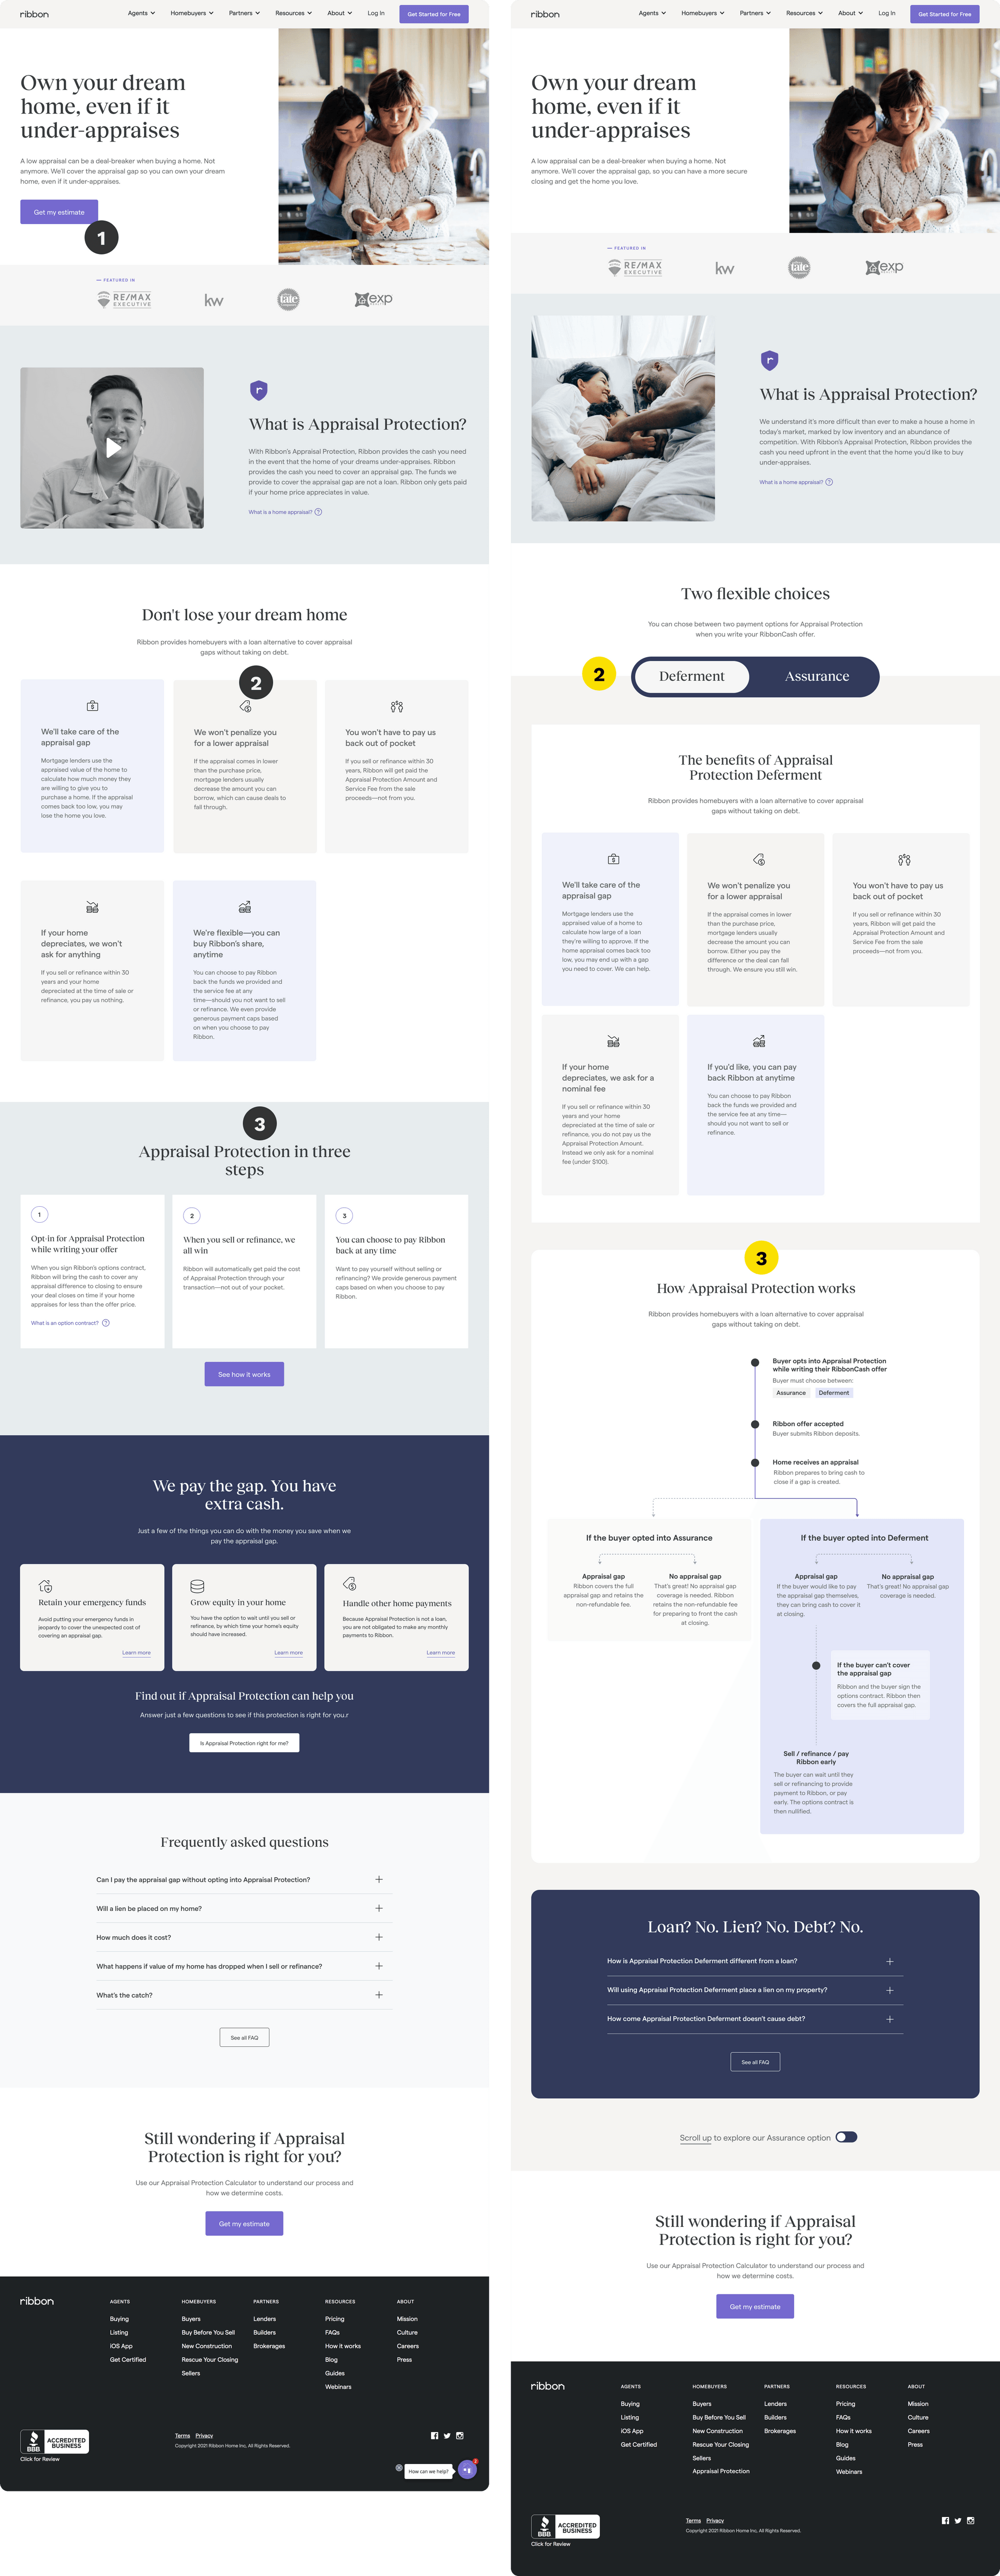 ribbon
Agents
Homebuyers
Partners
Resources
About
Log In
Get Started for Free
Own your dream
home, even if it
under-appraises
A low appraisal can be a deal-breaker when buying a home. Not
anymore. We'll cover the appraisal gap so you can own your dream
home, even if it under-appraises.
Get my estimate
1
FEATURED IN
RE/MAX
EXECUTIVE
kw
tate
exp
What is Appraisal Protection?
With Ribbon's Appraisal Protection, Ribbon provides the cash you need
in the event that the home of your dreams under-appraises. Ribbon
provides the cash you need to cover an appraisal gap. The funds we
provide to cover the appraisal gap are not a loan. Ribbon only gets paid
if your home price appreciates in value.
What is a home appraisal? ?
Don't lose your dream home
Ribbon provides homebuyers with a loan alternative to cover appraisal
gaps without taking on debt.
2
We'll take care of the
appraisal gap
Mortgage lenders use the
appraised value of the home to
calculate how much money they
are willing to give you to
purchase a home. If the appraisal
comes back too low, you may
lose the home you love.
We won't penalize you
for a lower appraisal
If the appraisal comes in lower
than the purchase price,
mortgage lenders usually
decrease the amount you can
borrow, which can cause deals to
fall through.
You won't have to pay us
back out of pocket
If you sell or refinance within 30
years, Ribbon will get paid the
Appraisal Protection Amount and
Service Fee from the sale
proceeds—not from you.
If your home
depreciates, we won't
ask for anything
If you sell or refinance within 30
years and your home
depreciated at the time of sale or
refinance, you pay us nothing.
We're flexible—you can
buy Ribbon's share,
anytime
You can choose to pay Ribbon
back the funds we provided and
the service fee at any
time—should you not want to sell
or refinance. We even provide
generous payment caps based
on when you choose to pay
Ribbon.
3
Appraisal Protection in three
steps
1
Opt-in for Appraisal Protection
while writing your offer
When you sign Ribbon's options contract,
Ribbon will bring the cash to cover any
appraisal difference to closing to ensure
your deal closes on time if your home
appraises for less than the offer price.
What is an option contract? ?
2
When you sell or refinance, we
all win
Ribbon will automatically get paid the cost
of Appraisal Protection through your
transaction—not out of your pocket.
3
You can choose to pay Ribbon
back at any time
Want to pay yourself without selling or
refinancing? We provide generous payment
caps based on when you choose to pay
Ribbon.
See how it works
We pay the gap. You have
extra cash.
Just a few of the things you can do with the money you save when we
pay the appraisal gap.
Retain your emergency funds
Avoid putting your emergency funds in
jeopardy to cover the unexpected cost of
covering an appraisal gap.
Learn more
Grow equity in your home
You have the option to wait until you sell or
refinance, by which time your home's equity
should have increased.
Learn more
Handle other home payments
Because Appraisal Protection is not a loan,
you are not obligated to make any monthly
payments to Ribbon.
Learn more
Find out if Appraisal Protection can help you
Answer just a few questions to see if this protection is right for you.r
Is Appraisal Protection right for me?
Frequently asked questions
Can I pay the appraisal gap without opting into Appraisal Protection?
Will a lien be placed on my home?
How much does it cost?
What happens if value of my home has dropped when I sell or refinance?
What's the catch?
See all FAQ
Still wondering if Appraisal
Protection is right for you?
Use our Appraisal Protection Calculator to understand our process and
how we determine costs.
Get my estimate
ribbon
AGENTS
Buying
Listing
iOS App
Get Certified
HOMEBUYERS
Buyers
Buy Before You Sell
New Construction
Rescue Your Closing
Sellers
PARTNERS
Lenders
Builders
Brokerages
RESOURCES
Pricing
FAQs
How it works
Blog
Guides
Webinars
ABOUT
Mission
Culture
Careers
Press
BBB
ACCREDITED
BUSINESS
Click for Review
Terms Privacy
Copyright 2021 Ribbon Home Inc, All Rights Reserved.
How can we help?
2
ribbon
Agents
Homebuyers
Partners
Resources
About
Log In
Get Started for Free
Own your dream
home, even if it
under-appraises
A low appraisal can be a deal-breaker when buying a home. Not
anymore. We'll cover the appraisal gap, so you can have a more secure
closing and get the home you love.
FEATURED IN
RE/MAX
EXECUTIVE
kw
tate
exp
What is Appraisal Protection?
We understand it's more difficult than ever to make a house a home in
today's market, marked by low inventory and an abundance of
competition. With Ribbon's Appraisal Protection, Ribbon provides the
cash you need upfront in the event that the home you'd like to buy
under-appraises.
What is a home appraisal? ?
Two flexible choices
You can chose between two payment options for Appraisal Protection
when you write your RibbonCash offer.
2
Deferment
Assurance
The benefits of Appraisal
Protection Deferment
Ribbon provides homebuyers with a loan alternative to cover appraisal
gaps without taking on debt.
We'll take care of the
appraisal gap
Mortgage lenders use the
appraised value of a home to
calculate how large of a loan
they're willing to approve. If the
home appraisal comes back too
low, you may end up with a gap
you need to cover. We can help.
We won't penalize you
for a lower appraisal
If the appraisal comes in lower
than the purchase price,
mortgage lenders usually
decrease the amount you can
borrow. Either you pay the
difference or the deal can fall
through. We ensure you still win.
You won't have to pay us
back out of pocket
If you sell or refinance within 30
years, Ribbon will get paid the
Appraisal Protection Amount and
Service Fee from the sale
proceeds—not from you.
If your home
depreciates, we ask for a
nominal fee
If you sell or refinance within 30
years and your home
depreciated at the time of sale or
refinance, you do not pay us the
Appraisal Protection Amount.
Instead we only ask for a nominal
fee (under $100).
If you'd like, you can pay
back Ribbon at anytime
You can choose to pay Ribbon
back the funds we provided and
the service fee at any time—
should you not want to sell or
refinance.
3
How Appraisal Protection works
Ribbon provides homebuyers with a loan alternative to cover appraisal
gaps without taking on debt.
Buyer opts into Appraisal Protection
while writing their RibbonCash offer
Buyer must choose between:
Assurance
Deferment
Ribbon offer accepted
Buyer submits Ribbon deposits.
Home receives an appraisal
Ribbon prepares to bring cash to
close if a gap is created.
If the buyer opted into Assurance
Appraisal gap
Ribbon covers the full
appraisal gap and retains the
non-refundable fee.
No appraisal gap
That's great! No appraisal gap
coverage is needed. Ribbon
retains the non-refundable fee
for preparing to front the cash
at closing.
If the buyer opted into Deferment
Appraisal gap
If the buyer would like to pay
the appraisal gap themselves,
they can bring cash to cover it
at closing.
No appraisal gap
That's great! No appraisal gap
coverage is needed.
If the buyer can't cover
the appraisal gap
Ribbon and the buyer sign the
options contract. Ribbon then
covers the full appraisal gap.
Sell / refinance / pay
Ribbon early
The buyer can wait until they
sell or refinancing to provide
payment to Ribbon, or pay
early. The options contract is
then nullified.
Loan? No. Lien? No. Debt? No.
How is Appraisal Protection Deferment different from a loan?
Will using Appraisal Protection Deferment place a lien on my property?
How come Appraisal Protection Deferment doesn't cause debt?
See all FAQ
Scroll up to explore our Assurance option
Still wondering if Appraisal
Protection is right for you?
Use our Appraisal Protection Calculator to understand our process and
how we determine costs.
Get my estimate
ribbon
AGENTS
Buying
Listing
iOS App
Get Certified
HOMEBUYERS
Buyers
Buy Before You Sell
New Construction
Rescue Your Closing
Sellers
Appraisal Protection
PARTNERS
Lenders
Builders
Brokerages
RESOURCES
Pricing
FAQs
How it works
Blog
Guides
Webinars
ABOUT
Mission
Culture
Careers
Press
BBB
ACCREDITED
BUSINESS
Click for Review
Terms Privacy
Copyright 2021 Ribbon Home Inc, All Rights Reserved.